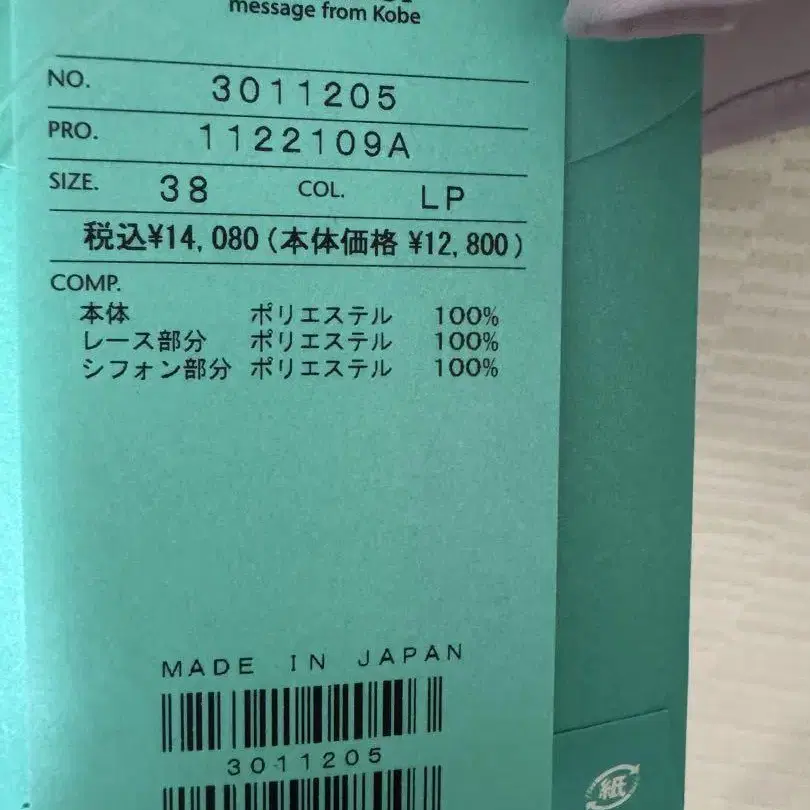 message from Kobe
NO. 3011205
PRO. 1122109A
SIZE. 38 COL. LP
税込¥14,080(本体価格 ¥12,800)
COMP.
本体 ポリエステル 100%
レース部分 ポリエステル 100%
シフォン部分 ポリエステル 100%
MADE IN JAPAN
3011205
紙